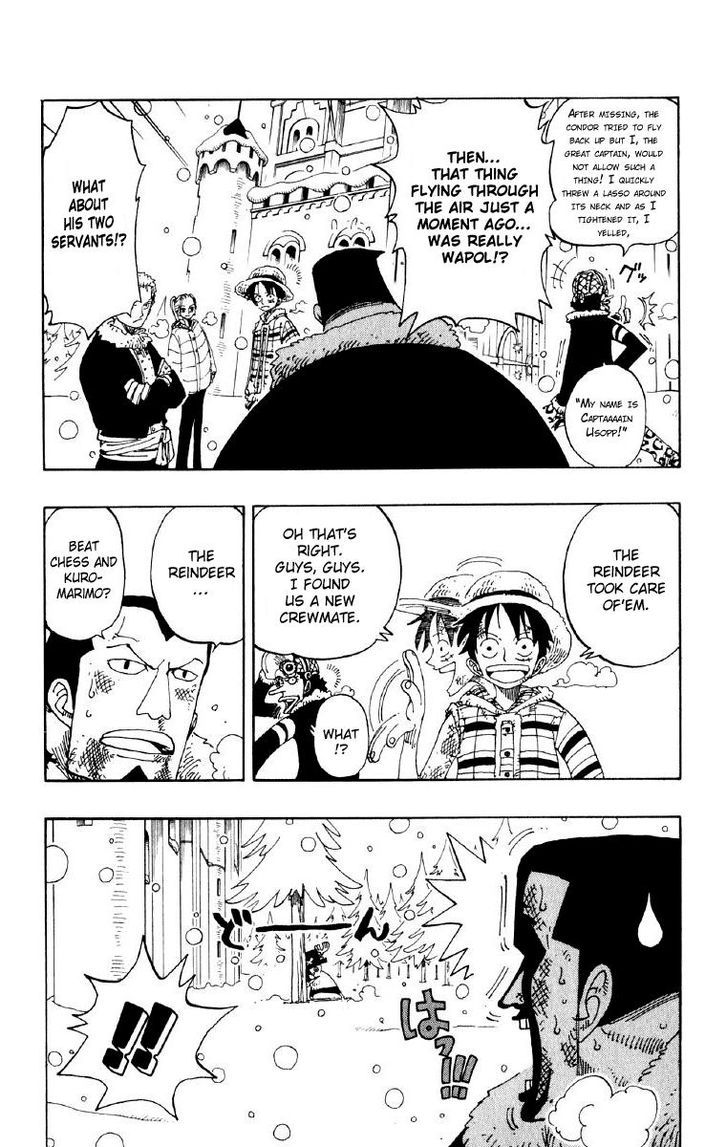 AFTER MISSING, THE
CONDOR TRIED TO FLY
BACK UP BUT I, THE
GREAT CAPTAIN, WOULD
NOT ALLOW SUCH A
THING! I QUICKLY
THREW A LASSO AROUND
ITS NECK AND AS I
TIGHTENED IT, I
YELLED,
グッ
"MY NAME IS
CAPTAAAAIN
USOPP!"
THEN...
THAT THING
FLYING THROUGH
THE AIR JUST A
MOMENT AGO...
WAS REALLY
WAPOL!?
WHAT
ABOUT
HIS TWO
SERVANTS!?
THE
REINDEER
TOOK CARE
OF'EM.
OH THAT'S
RIGHT.
GUYS, GUYS.
I FOUND
US A NEW
CREWMATE.
WHAT
!?
THE
REINDEER
...
BEAT
CHESS AND
KURO-
MARIMO?
どーーん
はっ!!!
!!